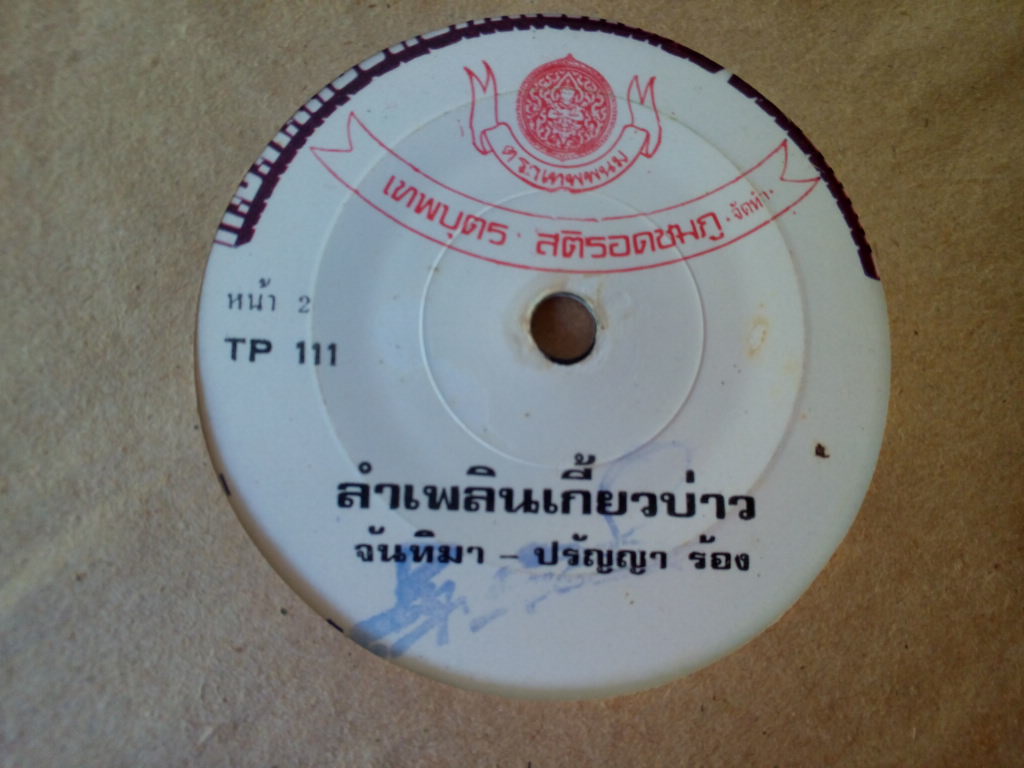 ตราเทพพนม
เทพบุตร · สติรอดชมภู · จัดทำ ·
หน้า 2
TP 111
ลำเพลินเกี้ยวบ่าว
จันทิมา – ปรัญญา ร้อง